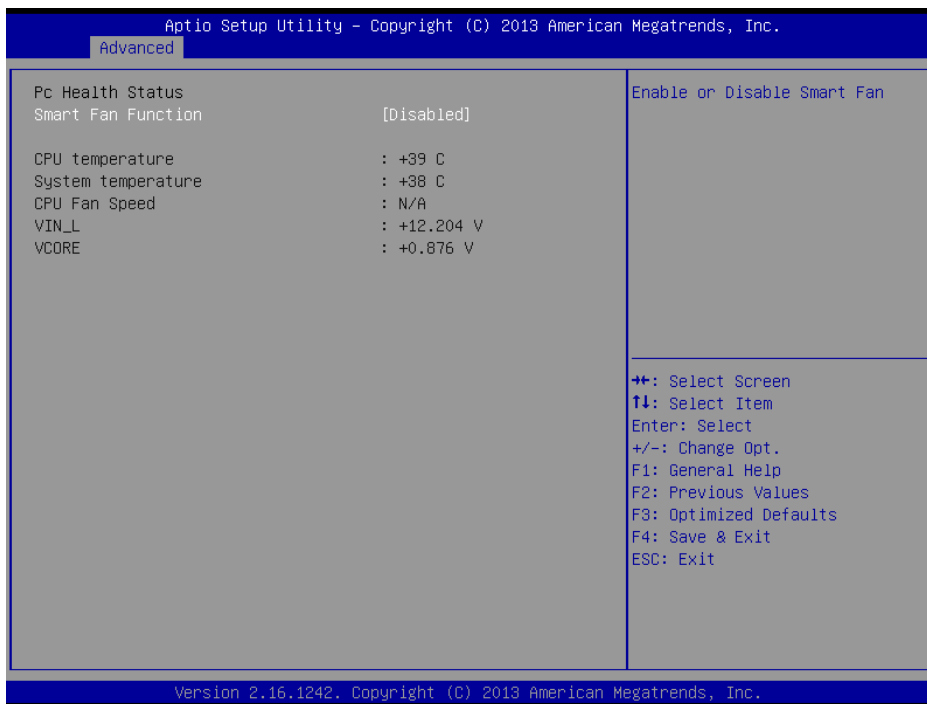 Aptio Setup Utility – Copyright (C) 2013 American Megatrends, Inc.
Advanced
Pc Health Status
Smart Fan Function [Disabled]
CPU temperature : +39 C
System temperature : +38 C
CPU Fan Speed : N/A
VIN_L : +12.204 V
VCORE : +0.876 V
Enable or Disable Smart Fan
→←: Select Screen
↑↓: Select Item
Enter: Select
+/-: Change Opt.
F1: General Help
F2: Previous Values
F3: Optimized Defaults
F4: Save & Exit
ESC: Exit
Version 2.16.1242. Copyright (C) 2013 American Megatrends, Inc.